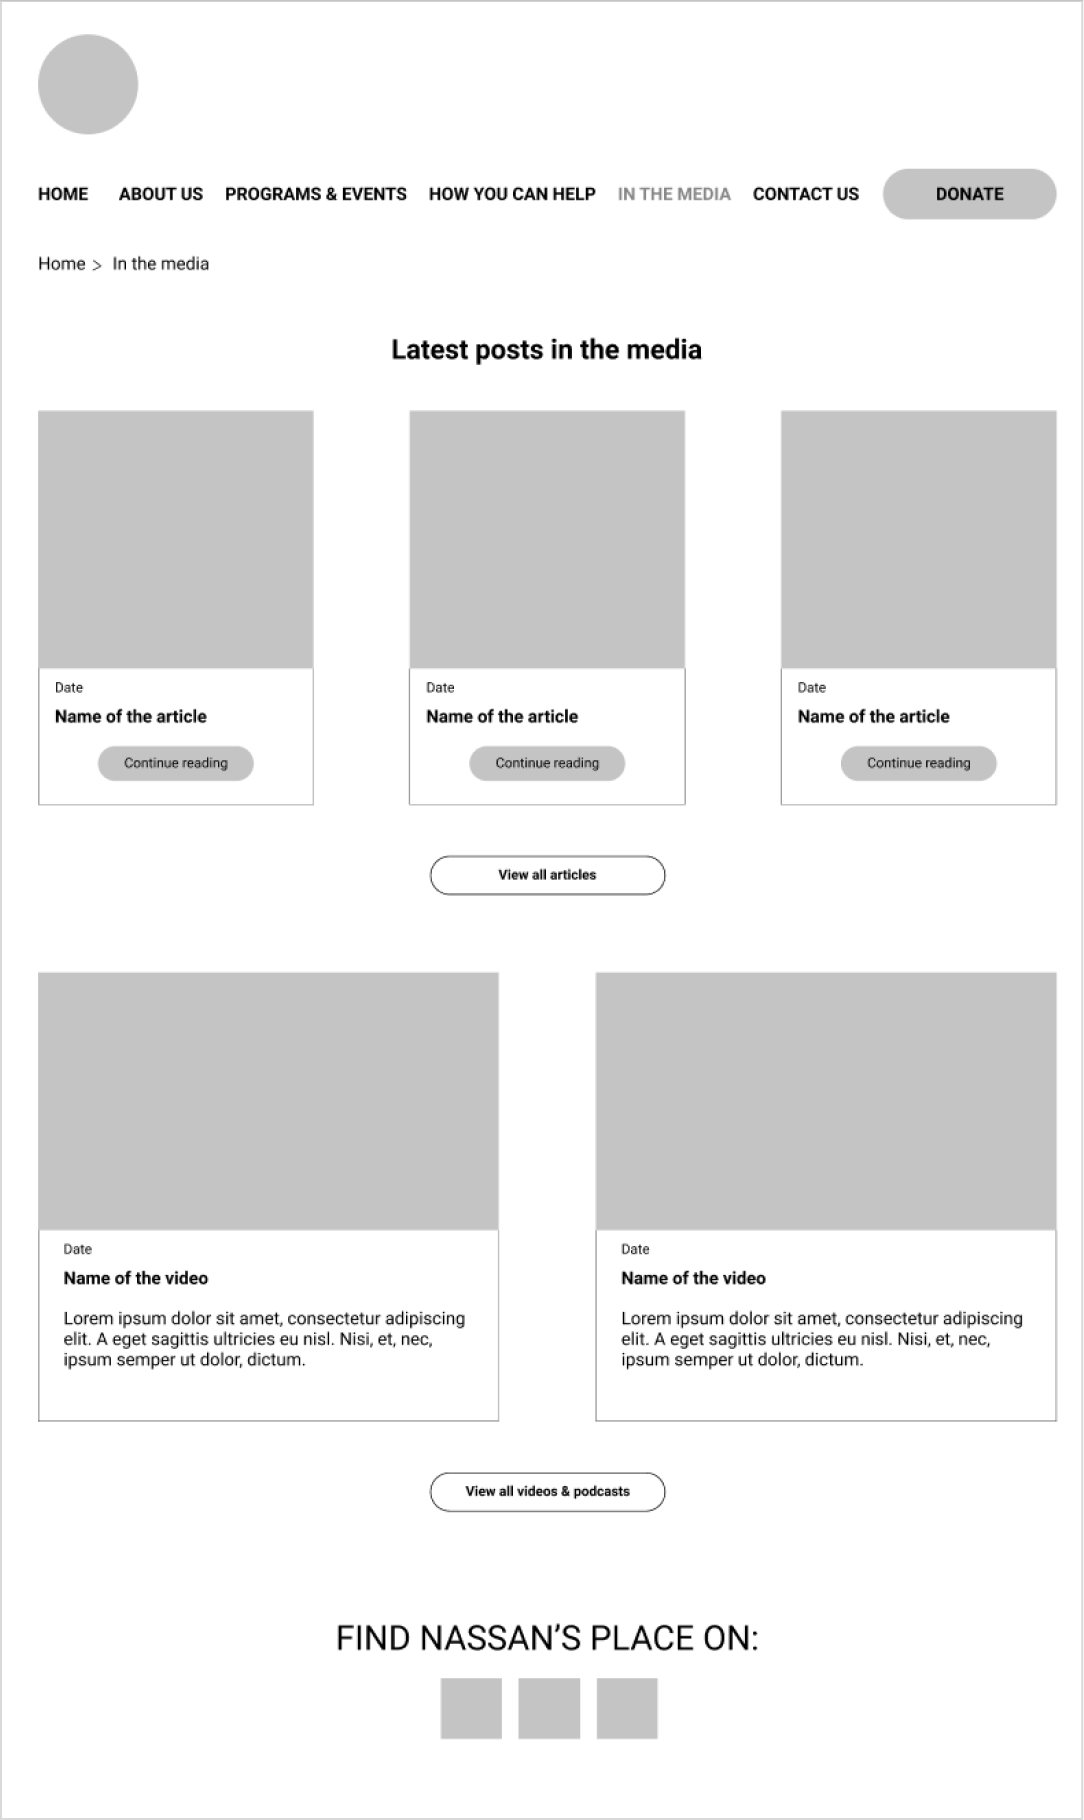 HOME ABOUT US PROGRAMS & EVENTS HOW YOU CAN HELP IN THE MEDIA CONTACT US DONATE
Home > In the media
Latest posts in the media
Date
Name of the article
Continue reading
Date
Name of the article
Continue reading
Date
Name of the article
Continue reading
View all articles
Date
Name of the video
Lorem ipsum dolor sit amet, consectetur adipiscing
elit. A eget sagittis ultricies eu nisl. Nisi, et, nec,
ipsum semper ut dolor, dictum.
Date
Name of the video
Lorem ipsum dolor sit amet, consectetur adipiscing
elit. A eget sagittis ultricies eu nisl. Nisi, et, nec,
ipsum semper ut dolor, dictum.
View all videos & podcasts
FIND NASSAN’S PLACE ON: